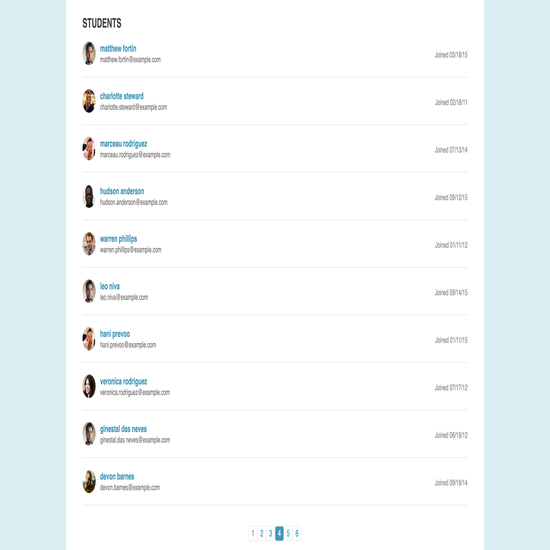 STUDENTS
matthew fortin
matthew.fortin@example.com
Joined 03/18/15
charlotte steward
charlotte.steward@example.com
Joined 02/18/11
marceau rodriguez
marceau.rodriguez@example.com
Joined 07/13/14
hudson anderson
hudson.anderson@example.com
Joined 09/12/15
warren phillips
warren.phillips@example.com
Joined 01/11/12
leo niva
leo.niva@example.com
Joined 09/14/15
hani prevoo
hani.prevoo@example.com
Joined 01/11/15
veronica rodriguez
veronica.rodriguez@example.com
Joined 07/17/12
ginestal das neves
ginestal.das neves@example.com
Joined 06/19/12
devon barnes
devon.barnes@example.com
Joined 09/19/14
1 2 3 4 5 6